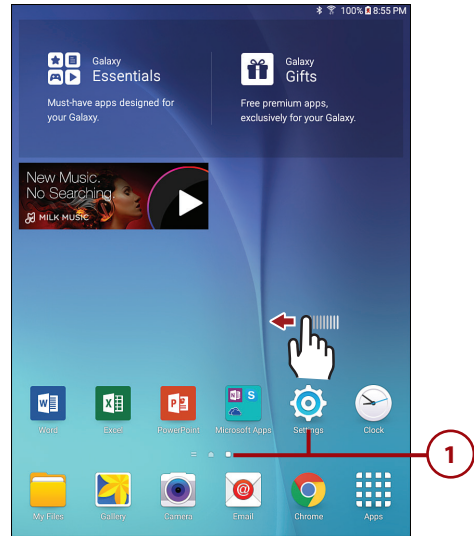 100% 8:55 PM
Galaxy
Essentials
Must-have apps designed for
your Galaxy.
Galaxy
Gifts
Free premium apps,
exclusively for your Galaxy.
New Music.
No Searching
MILK MUSIC
Word
Excel
PowerPoint
Microsoft Apps
Settings
Clock
1
My Files
Gallery
Camera
Email
Chrome
Apps